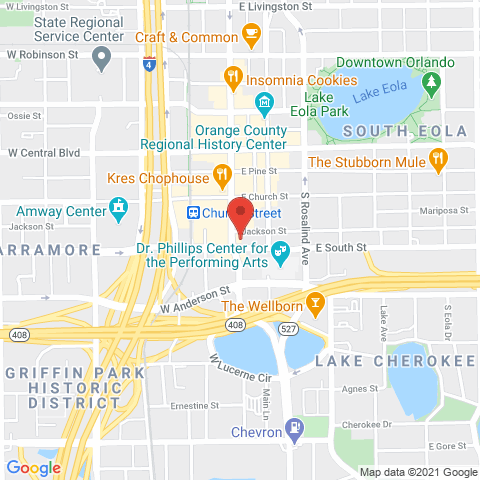 W Livingston St
E Livingston St
State Regional
Service Center
Craft & Common
W Robinson St
4
Downtown Orlando
Insomnia Cookies
Lake Eola
Lake
Eola Park
Ossie St
Orange County
Regional History
Center
SOUTH EOLA
W Central Blvd
The Stubborn Mule
E Pine St
Kres Chophouse
E Church St
S Rosalind Ave
Amway Center
Church Street
Mariposa St
Jackson St
Jackson St
ARRAMORE
Dr. Phillips Center for
the Performing Arts
E South St
W Anderson St
The Wellborn
408
408
527
Lake Ave
S Eola Dr
GRIFFIN PARK
HISTORIC
DISTRICT
W Lucerne Cir
LAKE CHEROKEE
Agnes St
Ernestine St
Main Ln
Chevron
Cherokee Dr
E Gore St
Google
Map data ©2021 Google